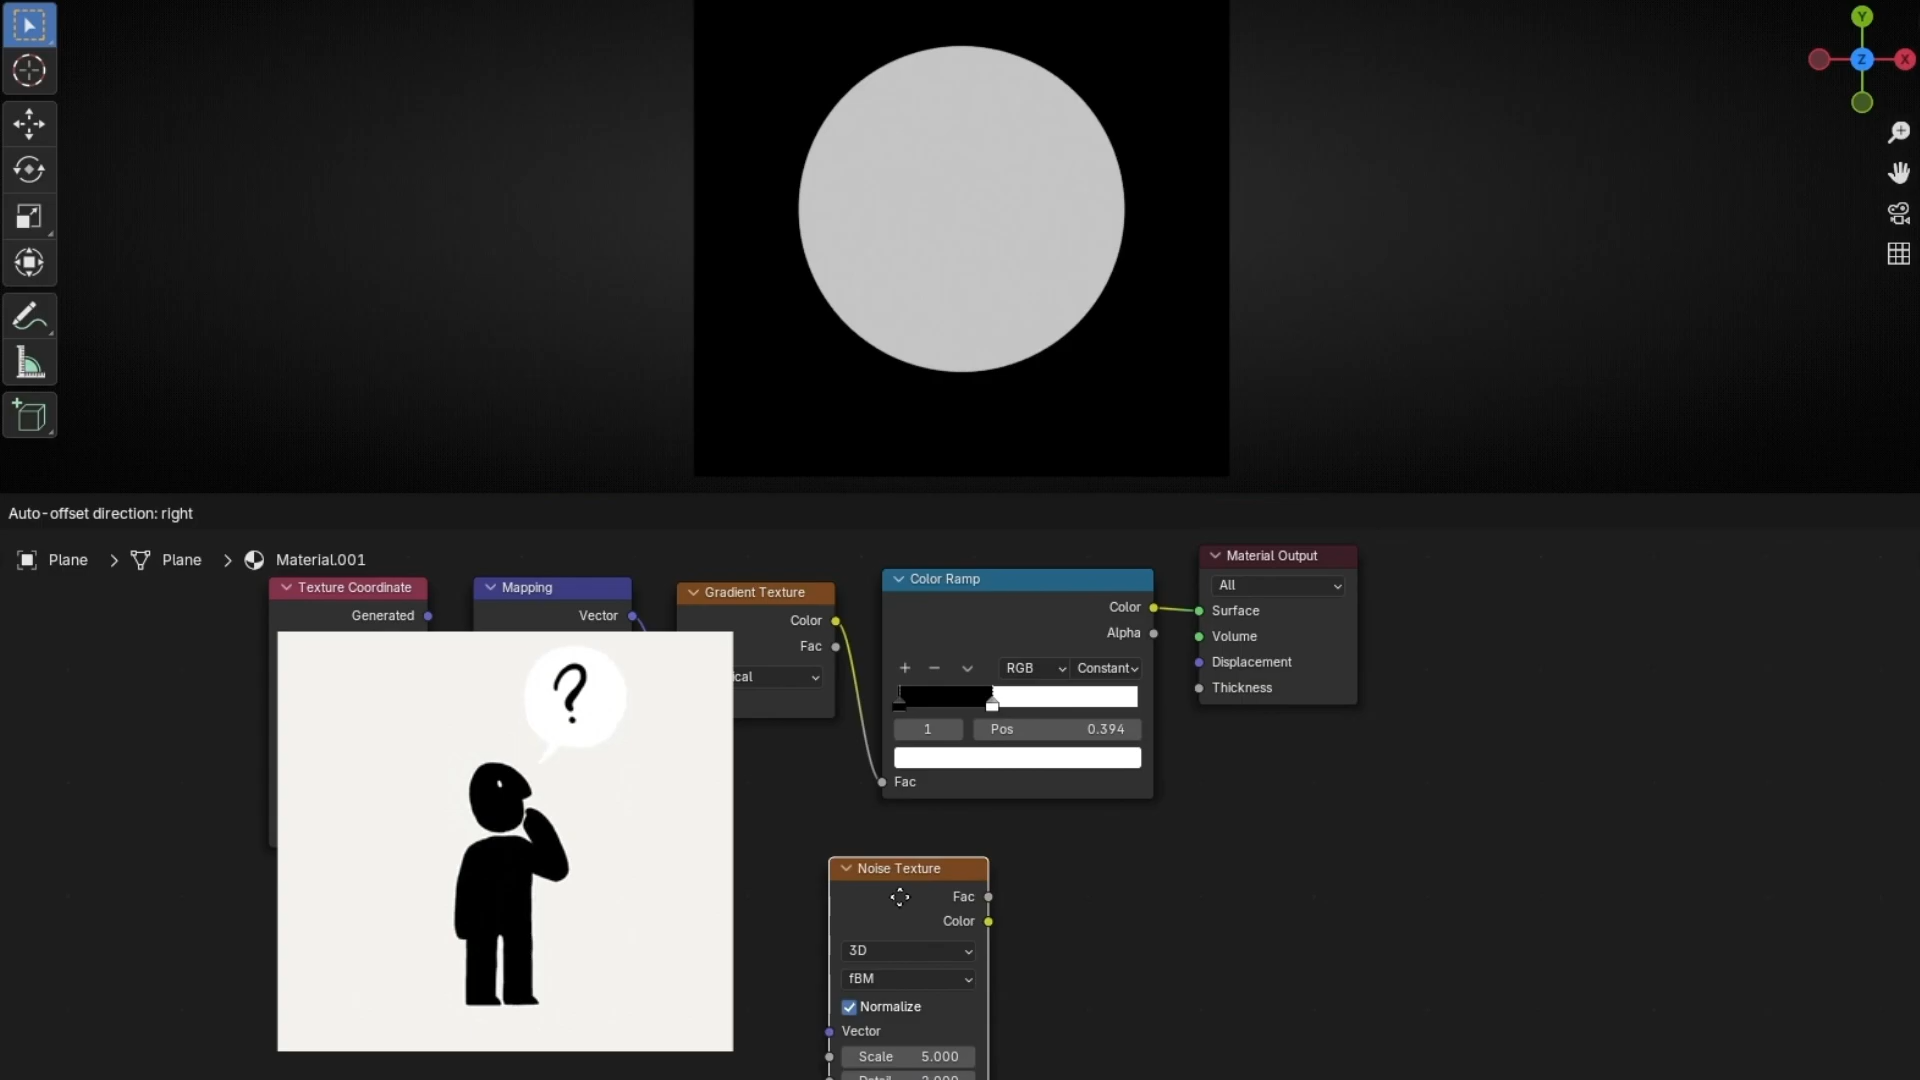 Y
Z
X
Auto-offset direction: right
Plane
Plane
Material.001
Texture Coordinate
Generated
Mapping
Vector
Gradient Texture
Color
Fac
ical
Color Ramp
Color
Alpha
RGB
Constant
1
Pos
0.394
Fac
Material Output
All
Surface
Volume
Displacement
Thickness
?
Noise Texture
Fac
Color
3D
fBM
Normalize
Vector
Scale
5.000